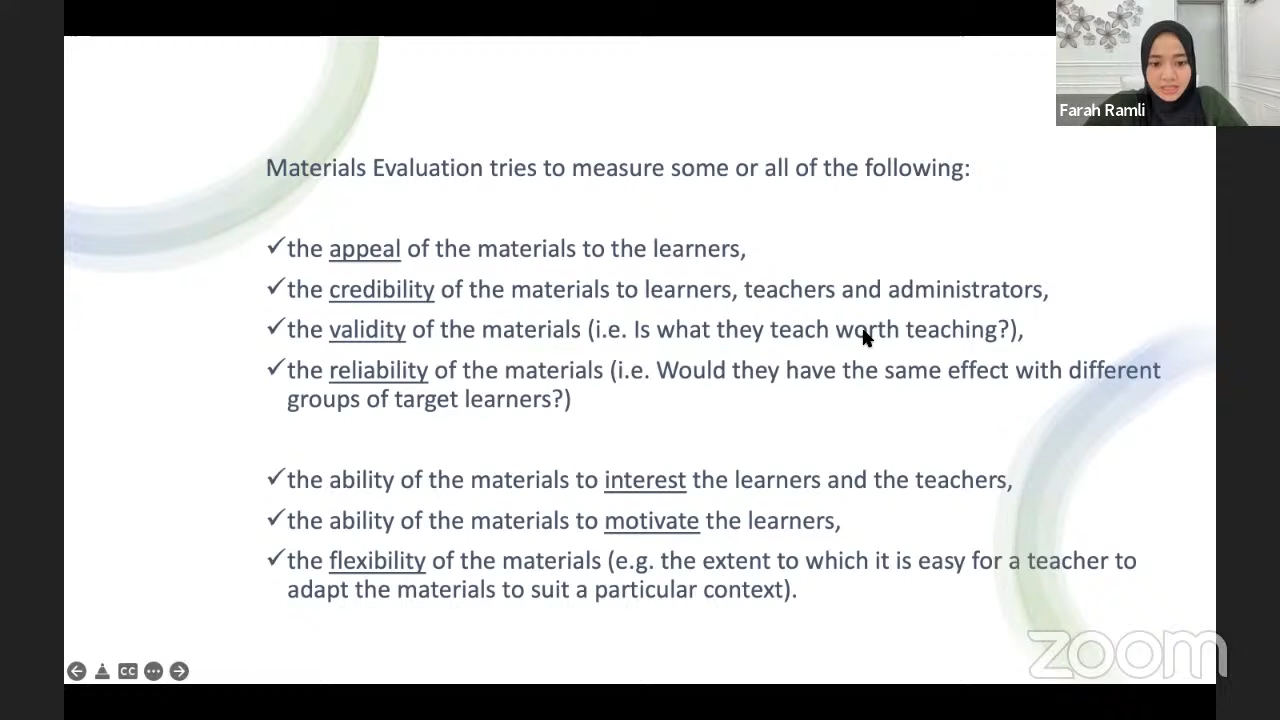 Farah Ramli
Materials Evaluation tries to measure some or all of the following:
✓the appeal of the materials to the learners,
✓the credibility of the materials to learners, teachers and administrators,
✓the validity of the materials (i.e. Is what they teach worth teaching?),
✓the reliability of the materials (i.e. Would they have the same effect with different
groups of target learners?)
✓the ability of the materials to interest the learners and the teachers,
✓the ability of the materials to motivate the learners,
✓the flexibility of the materials (e.g. the extent to which it is easy for a teacher to
adapt the materials to suit a particular context).
CC
zoom